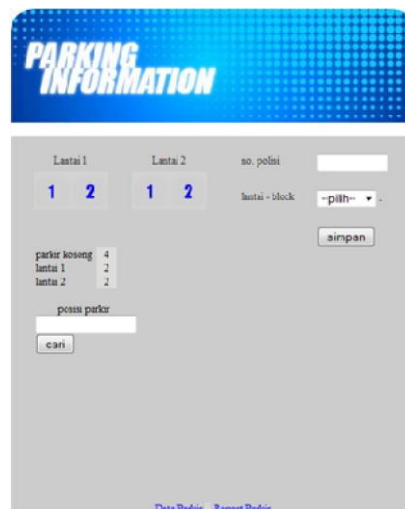 PARKING
INFORMATION
Lantai 1 Lantai 2 no. polisi
1 2 1 2
lantai - block --pilih-- -
simpan
parkir kosong 4
lantai 1 2
lantai 2 2
posisi parkir
cari
Data Parkir Report Parkir